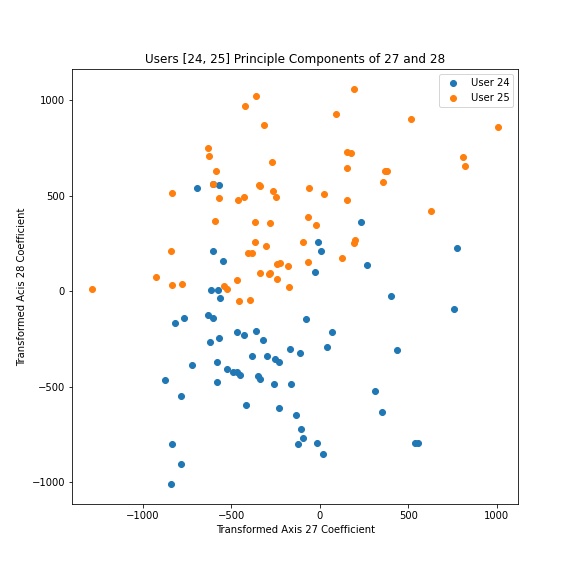 Users [24, 25] Principle Components of 27 and 28
User 24
User 25
1000
500
0
−500
−1000
Transformed Acis 28 Coefficient
−1000
−500
0
500
1000
Transformed Axis 27 Coefficient